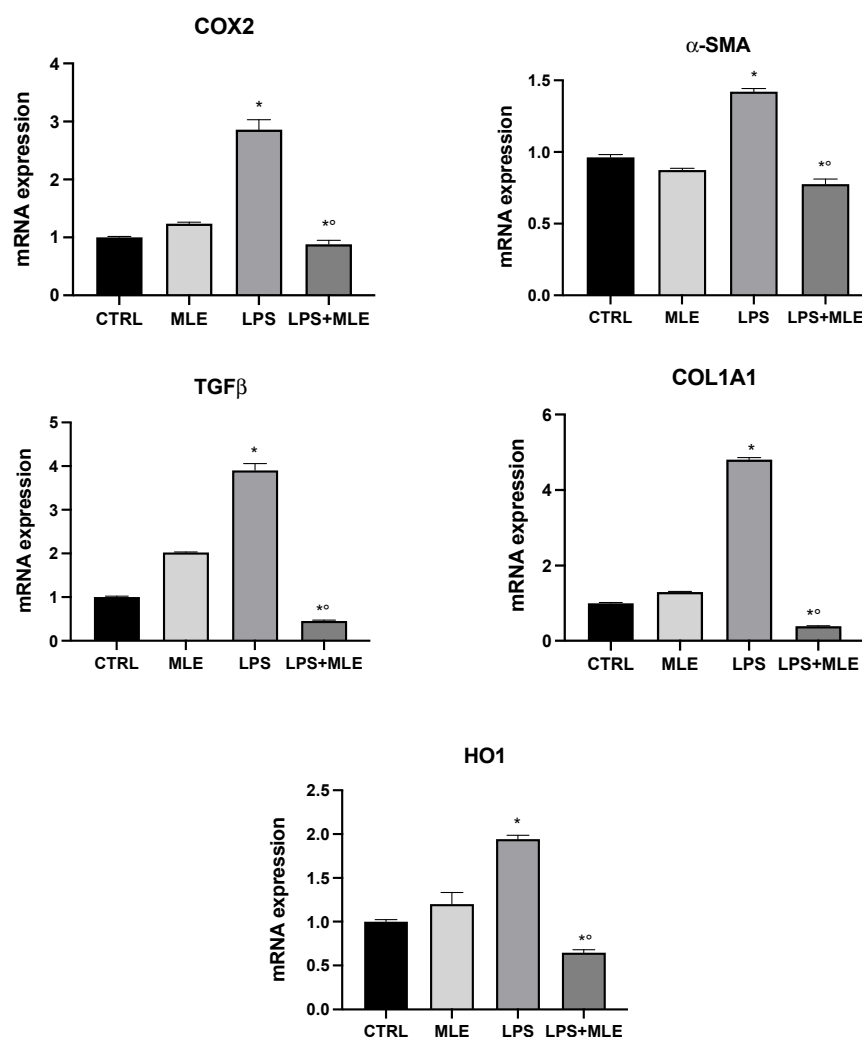 COX2
mRNA expression
4
3
2
1
0
*
*°
CTRL MLE LPS LPS+MLE
α-SMA
mRNA expression
1.5
1.0
0.5
0.0
*
*°
CTRL MLE LPS LPS+MLE
TGFβ
mRNA expression
5
4
3
2
1
0
*
*°
CTRL MLE LPS LPS+MLE
COL1A1
mRNA expression
6
4
2
0
*
*°
CTRL MLE LPS LPS+MLE
HO1
mRNA expression
2.5
2.0
1.5
1.0
0.5
0.0
*
*°
CTRL MLE LPS LPS+MLE